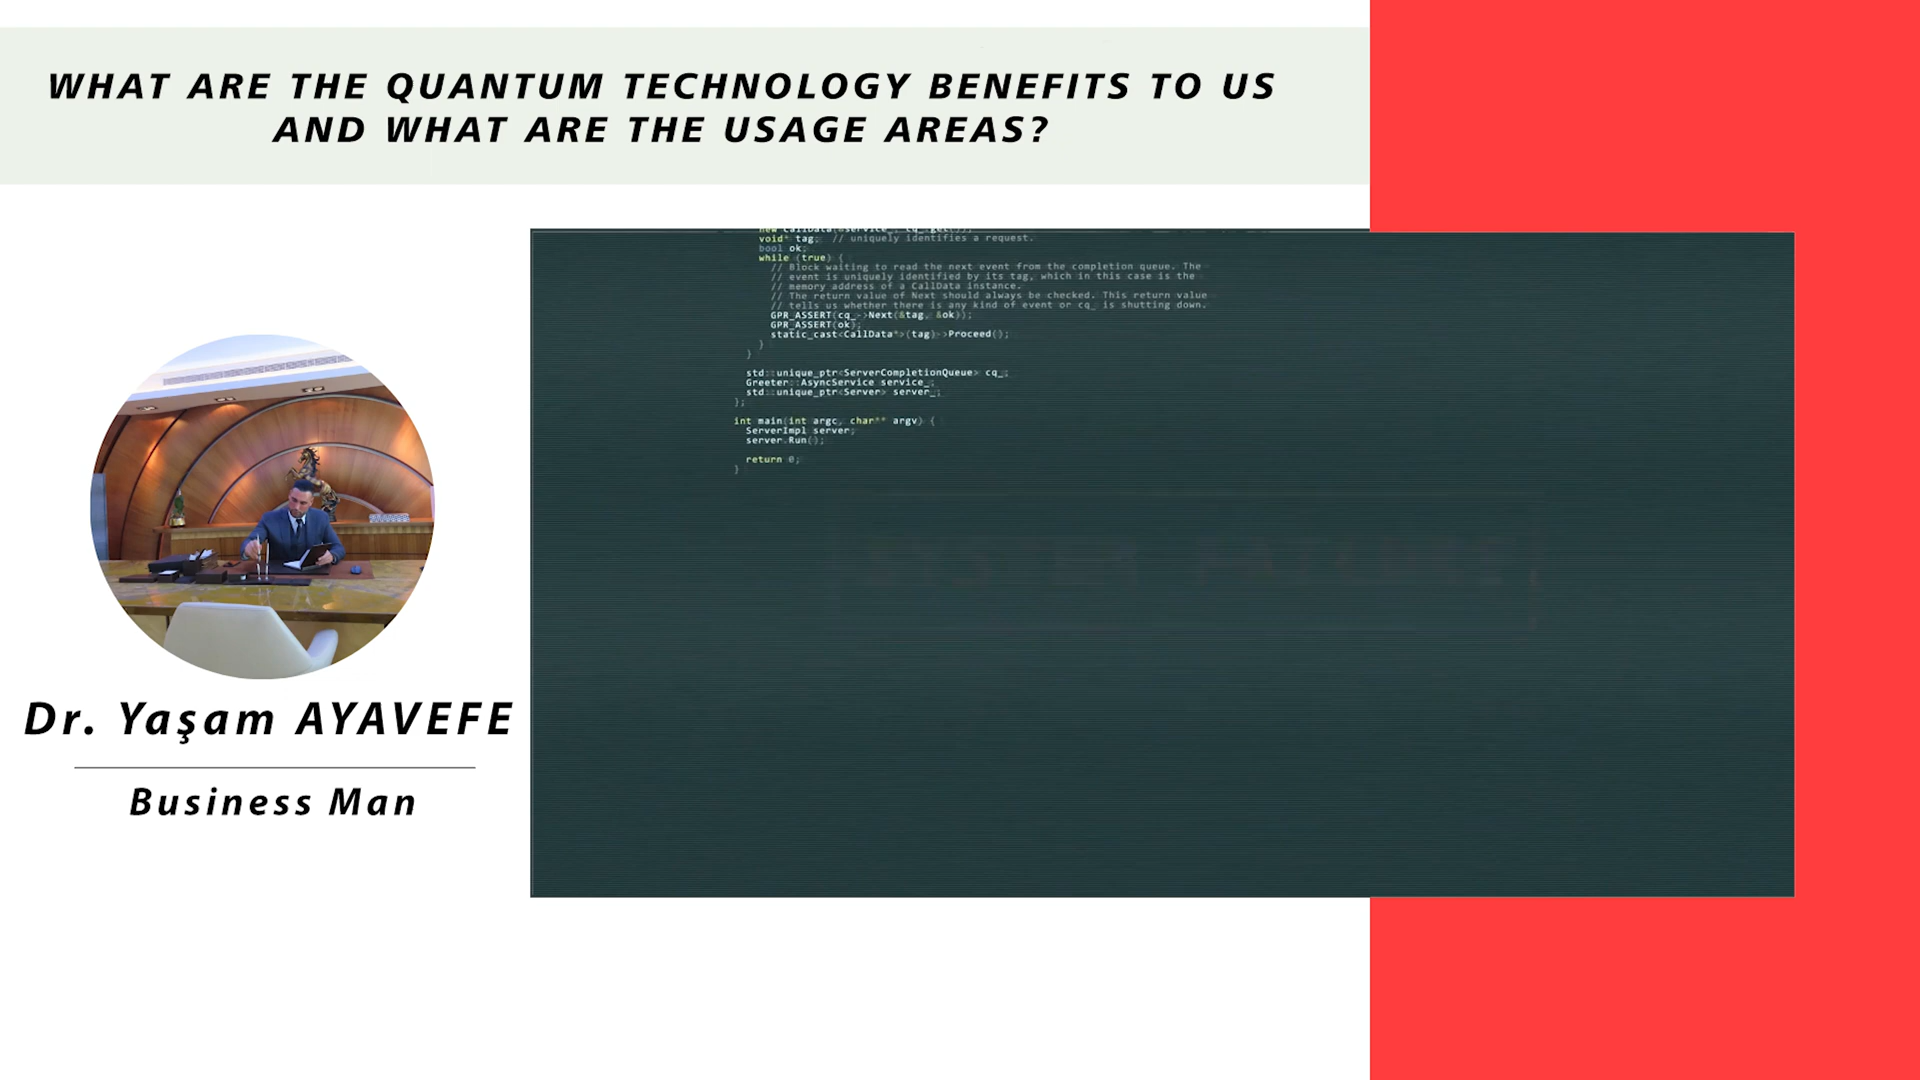 WHAT ARE THE QUANTUM TECHNOLOGY BENEFITS TO US
AND WHAT ARE THE USAGE AREAS?
void* tag; // uniquely identifies a request.
bool ok;
while (true) {
// Block waiting to read the next event from the completion queue. The
// event is uniquely identified by its tag, which in this case is the
// memory address of a CallData instance.
// The return value of Next should always be checked. This return value
// tells us whether there is any kind of event or cq_ is shutting down.
GPR_ASSERT(cq_->Next(&tag, &ok));
GPR_ASSERT(ok);
static_cast<CallData*>(tag)->Proceed();
}
}
std::unique_ptr<ServerCompletionQueue> cq_;
Greeter::AsyncService service_;
std::unique_ptr<Server> server_;
};
int main(int argc, char** argv) {
ServerImpl server;
server.Run();
return 0;
}
Dr. Yaşam AYAVEFE
Business Man